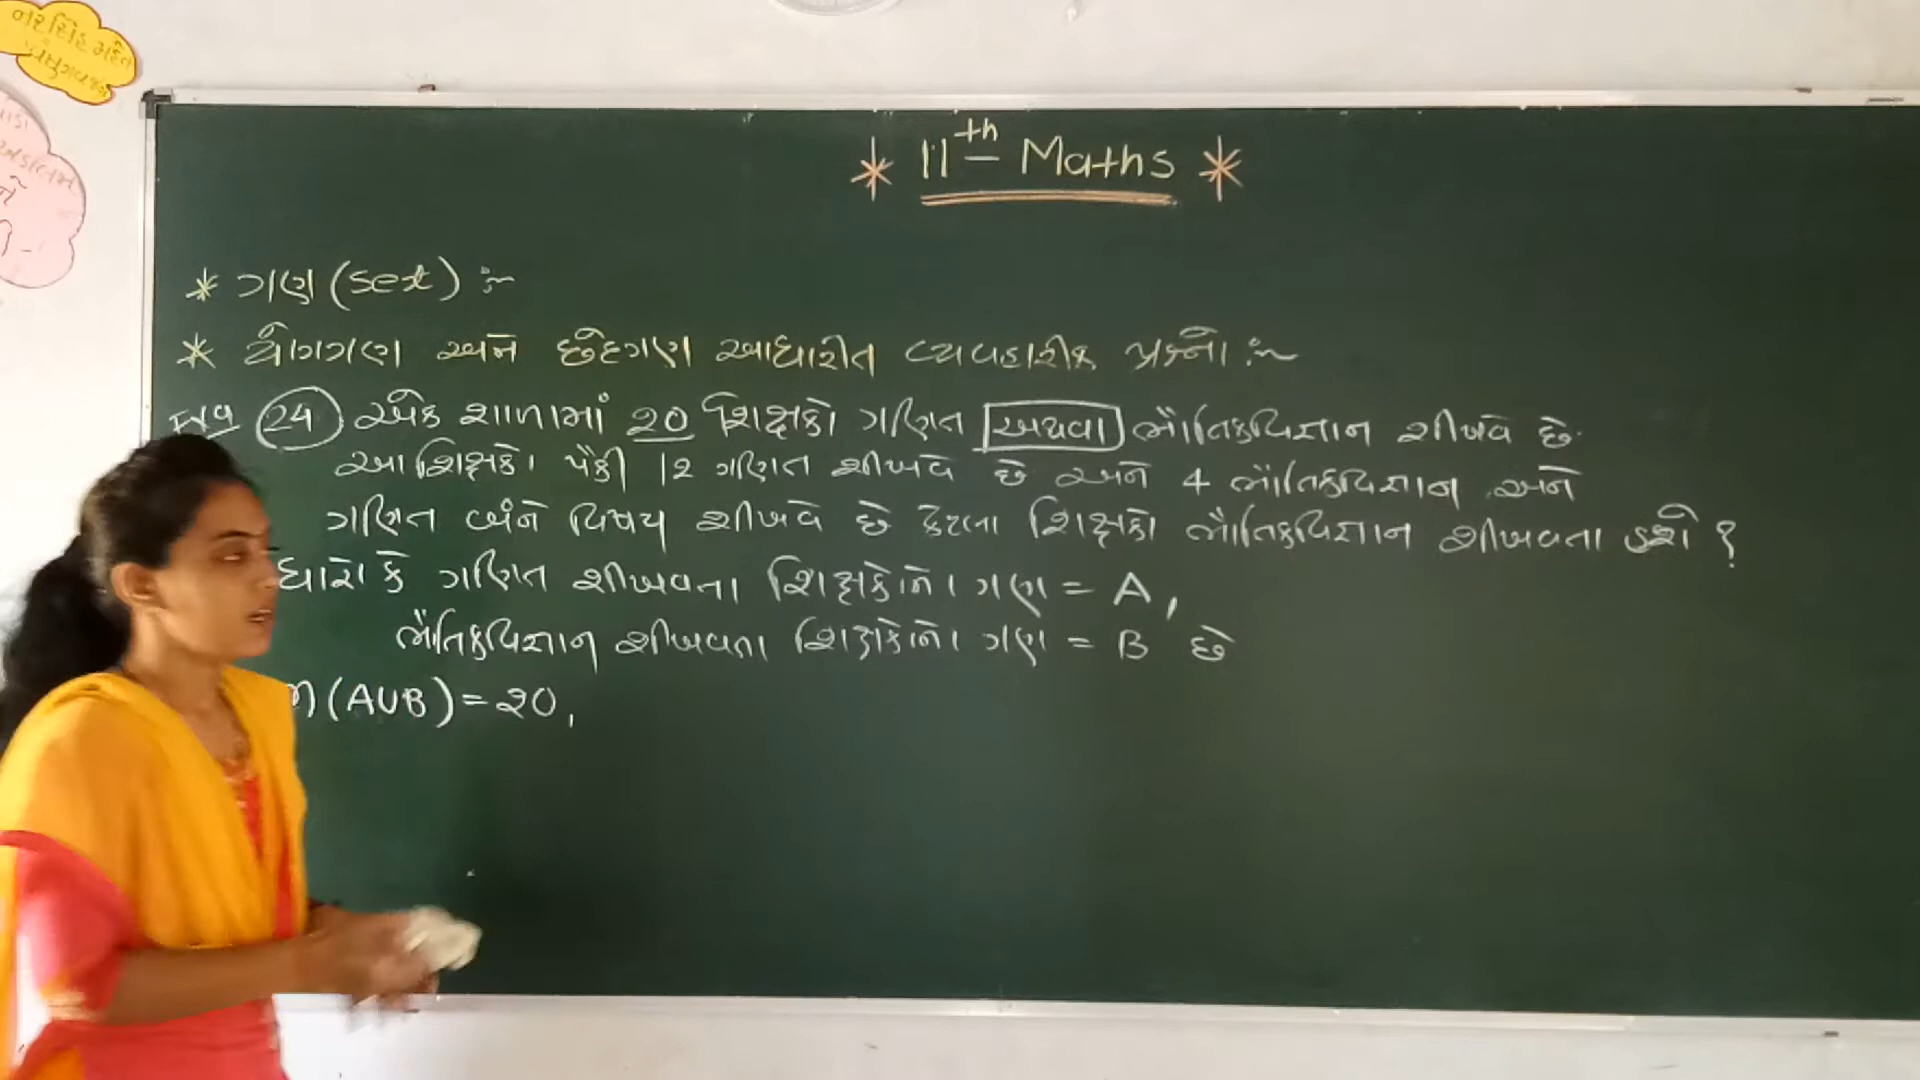 નરસિંહ મહેતા
* 11th Maths *
* ગણ (set) :~
* યોગગણ અને છેદગણ આધારીત વ્યવહારીક પ્રશ્નો :~
24 એક શાળામાં 20 શિક્ષકો ગણિત અથવા ભૌતિકવિજ્ઞાન શીખવે છે.
આ શિક્ષકો પૈકી 12 ગણિત શીખવે છે અને 4 ભૌતિકવિજ્ઞાન અને
ગણિત બંને વિષય શીખવે છે કેટલા શિક્ષકો ભૌતિકવિજ્ઞાન શીખવતા હશે ?
ધારો કે ગણિત શીખવતા શિક્ષકોનો ગણ = A,
ભૌતિકવિજ્ઞાન શીખવતા શિક્ષકોનો ગણ = B છે
n(A∪B) = 20,